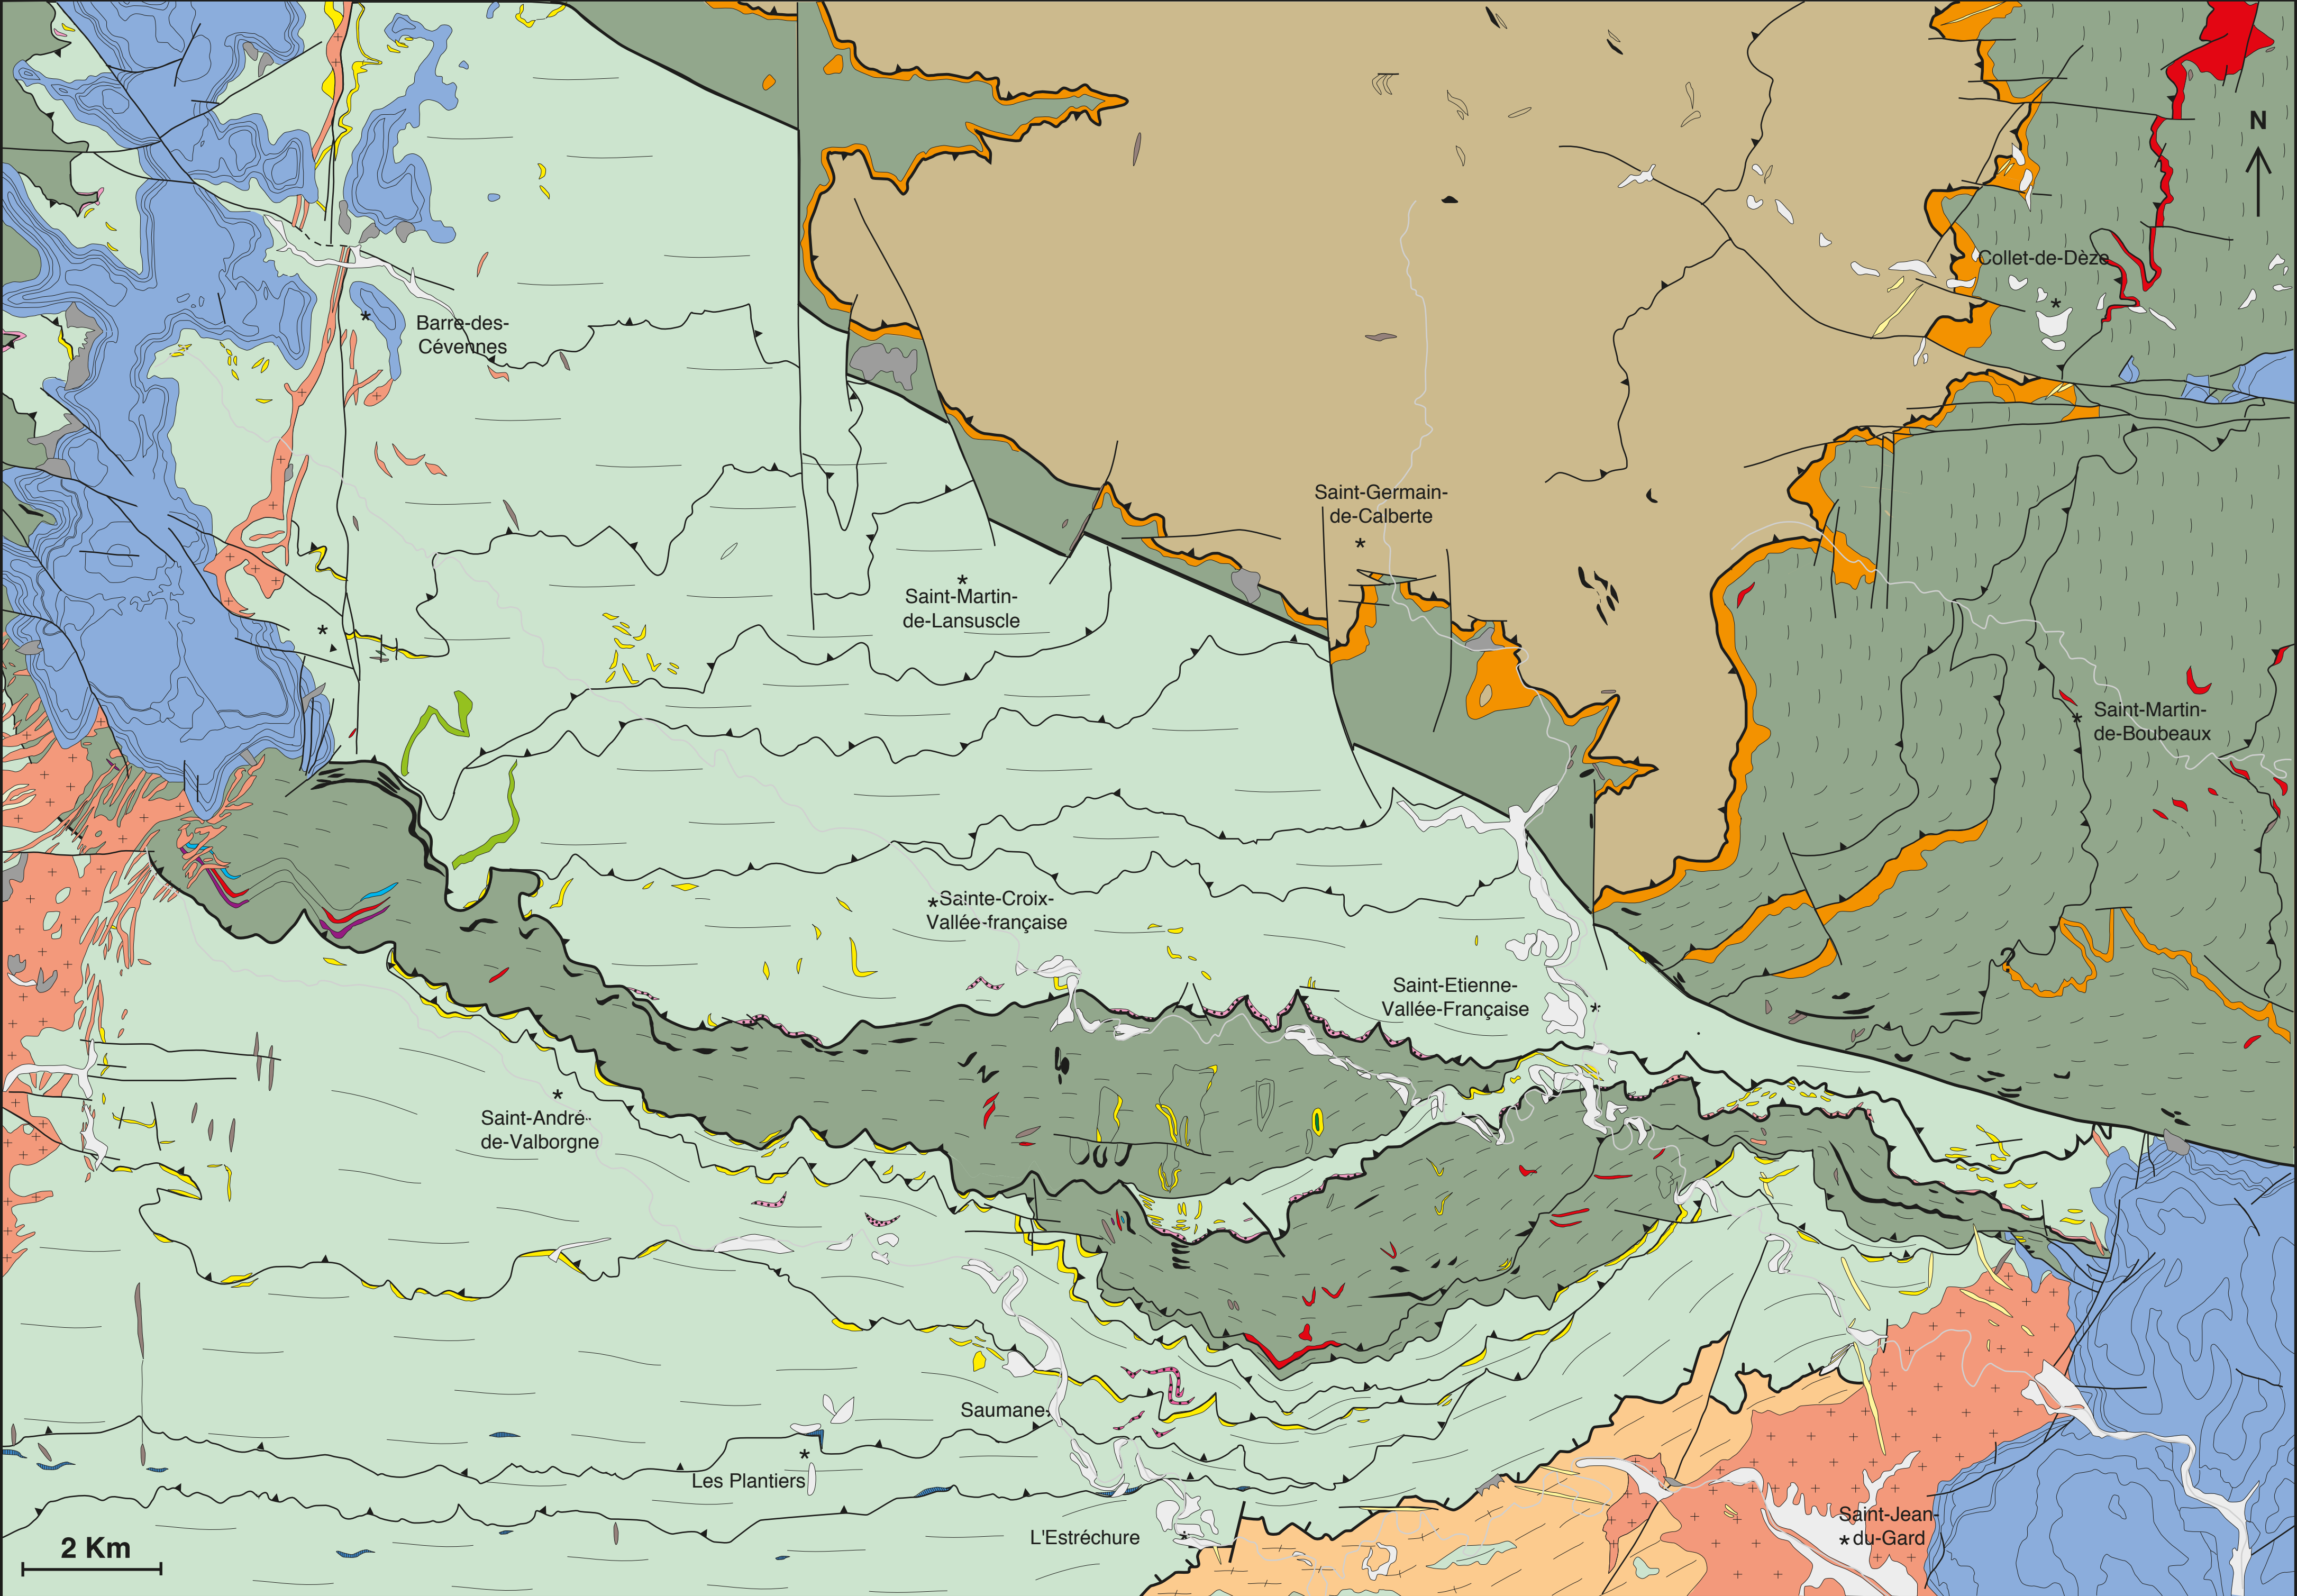 N
Collet-de-Dèze
Barre-des-
Cévennes
Saint-Germain-
de-Calberte
Saint-Martin-
de-Lansuscle
Saint-Martin-
de-Boubeaux
Sainte-Croix-
Vallée-française
?
Saint-Etienne-
Vallée-Française
Saint-André-
de-Valborgne
Saumane
Les Plantiers
L'Estréchure
Saint-Jean-
du-Gard
2 Km